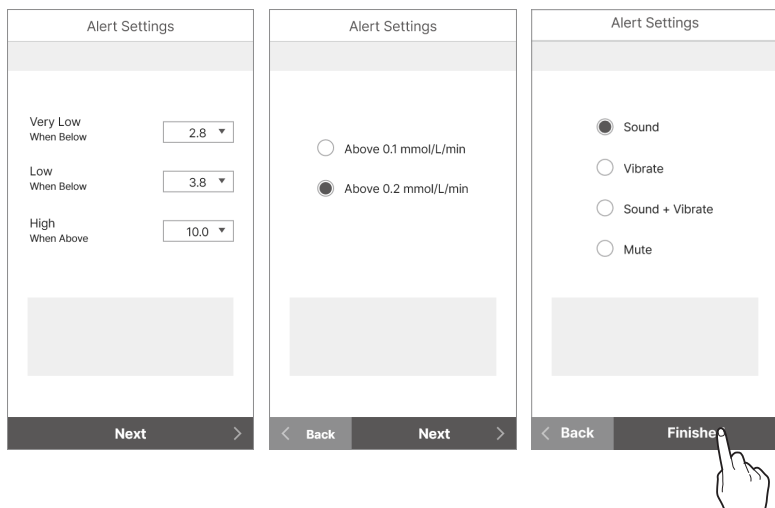 Alert Settings
Very Low
When Below
2.8
Low
When Below
3.8
High
When Above
10.0
Next
Alert Settings
Above 0.1 mmol/L/min
Above 0.2 mmol/L/min
Back
Next
Alert Settings
Sound
Vibrate
Sound + Vibrate
Mute
Back
Finishe